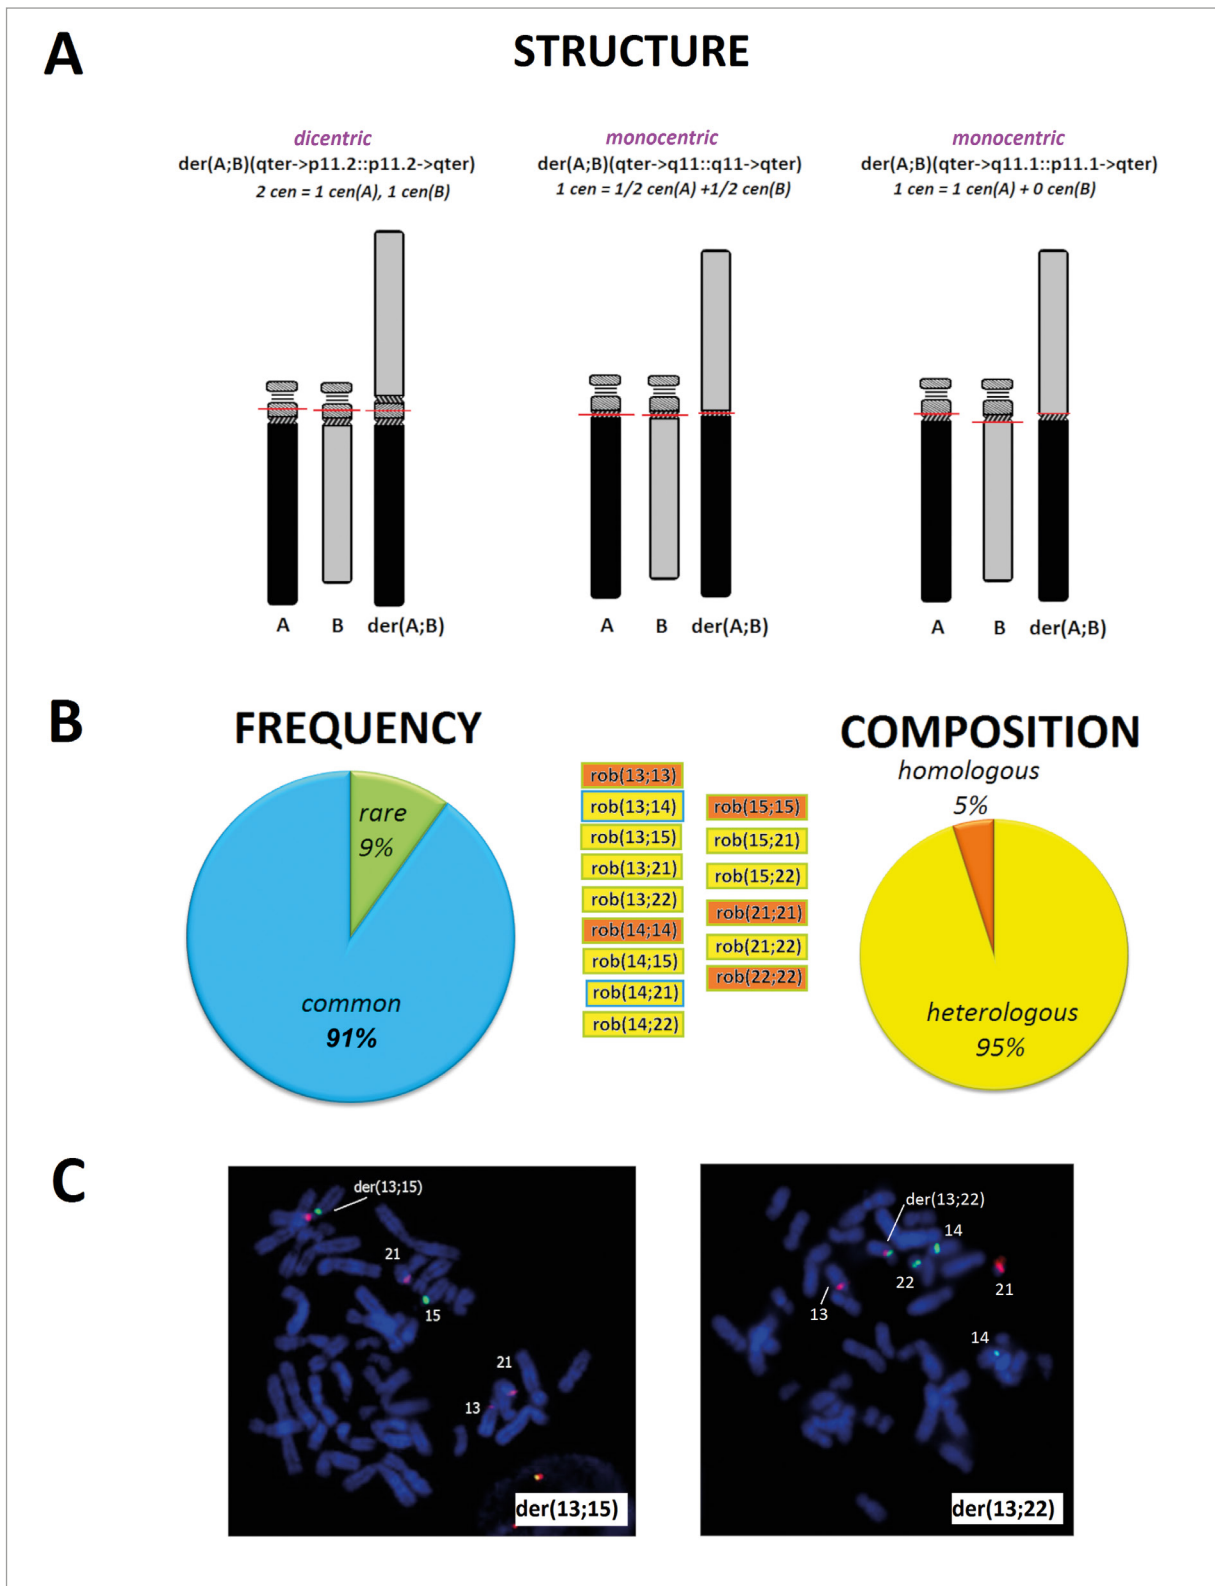 A
STRUCTURE
dicentric
der(A;B)(qter->p11.2::p11.2->qter)
2 cen = 1 cen(A), 1 cen(B)
monocentric
der(A;B)(qter->q11::q11->qter)
1 cen = 1/2 cen(A) +1/2 cen(B)
monocentric
der(A;B)(qter->q11.1::p11.1->qter)
1 cen = 1 cen(A) + 0 cen(B)
A B der(A;B)
A B der(A;B)
A B der(A;B)
B
FREQUENCY
rare
9%
common
91%
rob(13;13)
rob(13;14)
rob(13;15)
rob(13;21)
rob(13;22)
rob(14;14)
rob(14;15)
rob(14;21)
rob(14;22)
rob(15;15)
rob(15;21)
rob(15;22)
rob(21;21)
rob(21;22)
rob(22;22)
COMPOSITION
homologous
5%
heterologous
95%
C
der(13;15)
21
15
21
13
der(13;15)
der(13;22)
14
22
21
13
14
der(13;22)